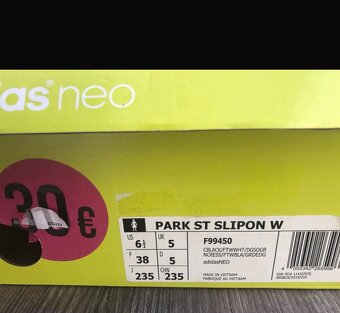 das neo
30 €
PARK ST SLIPON W
US 6½ UK 5
F 38 D 5
J 235 CHN 235
F99450
CBLACK/FTWWHT/DGSOGR
NOIESS/FTWBLA/GRDEDG
adidasNEO
MADE IN VIETNAM
FABRIQUE AU VIETNAM